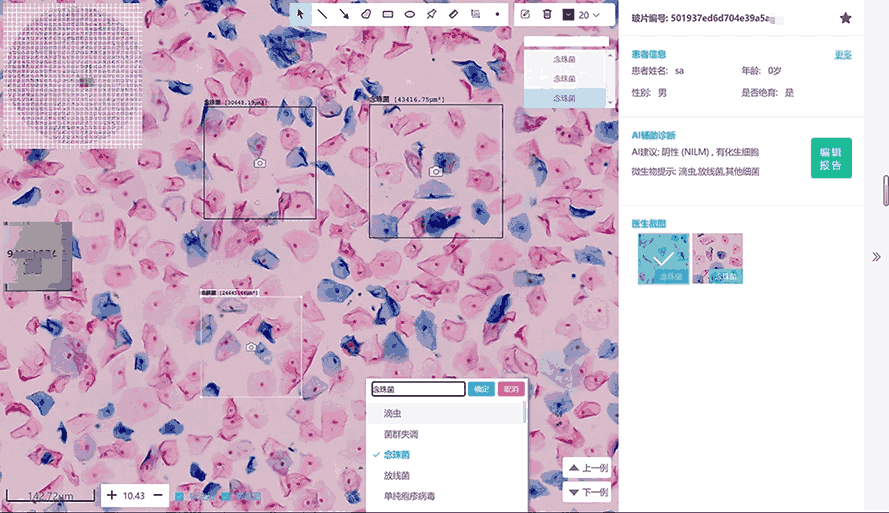 20
玻片编号: 501937ed6d704e39a5a
患者信息
更多
患者姓名: sa
年龄: 0岁
性别: 男
是否绝育: 是
AI辅助诊断
AI建议: 阴性 (NILM) , 有化生细胞
微生物提示: 滴虫,放线菌,其他细菌
编辑
报告
医生截图
念珠菌
念珠菌
念珠菌
念珠菌
念珠菌
念珠菌 [30648.19μm²]
念珠菌 [43416.75μm²]
念珠菌
确定
取消
滴虫
菌群失调
念珠菌
放线菌
单纯疱疹病毒
上一例
下一例
142.72μm
10.43